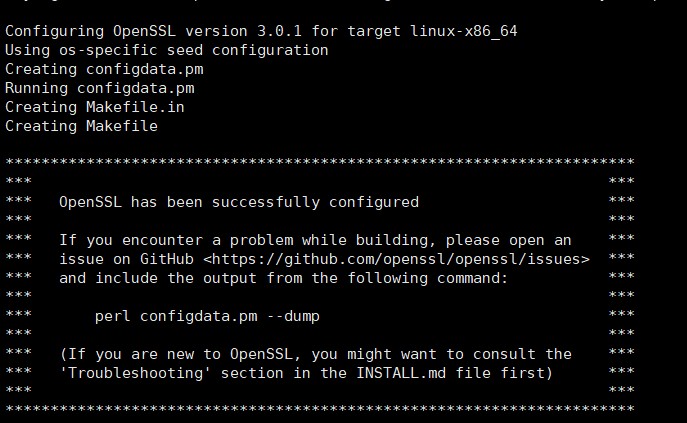 Configuring OpenSSL version 3.0.1 for target linux-x86_64
Using os-specific seed configuration
Creating configdata.pm
Running configdata.pm
Creating Makefile.in
Creating Makefile
**********************************************************************
***                                                                ***
***   OpenSSL has been successfully configured                     ***
***                                                                ***
***   If you encounter a problem while building, please open an    ***
***   issue on GitHub <https://github.com/openssl/openssl/issues>  ***
***   and include the output from the following command:           ***
***                                                                ***
***       perl configdata.pm --dump                                ***
***                                                                ***
***   (If you are new to OpenSSL, you might want to consult the    ***
***   'Troubleshooting' section in the INSTALL.md file first)      ***
***                                                                ***
**********************************************************************